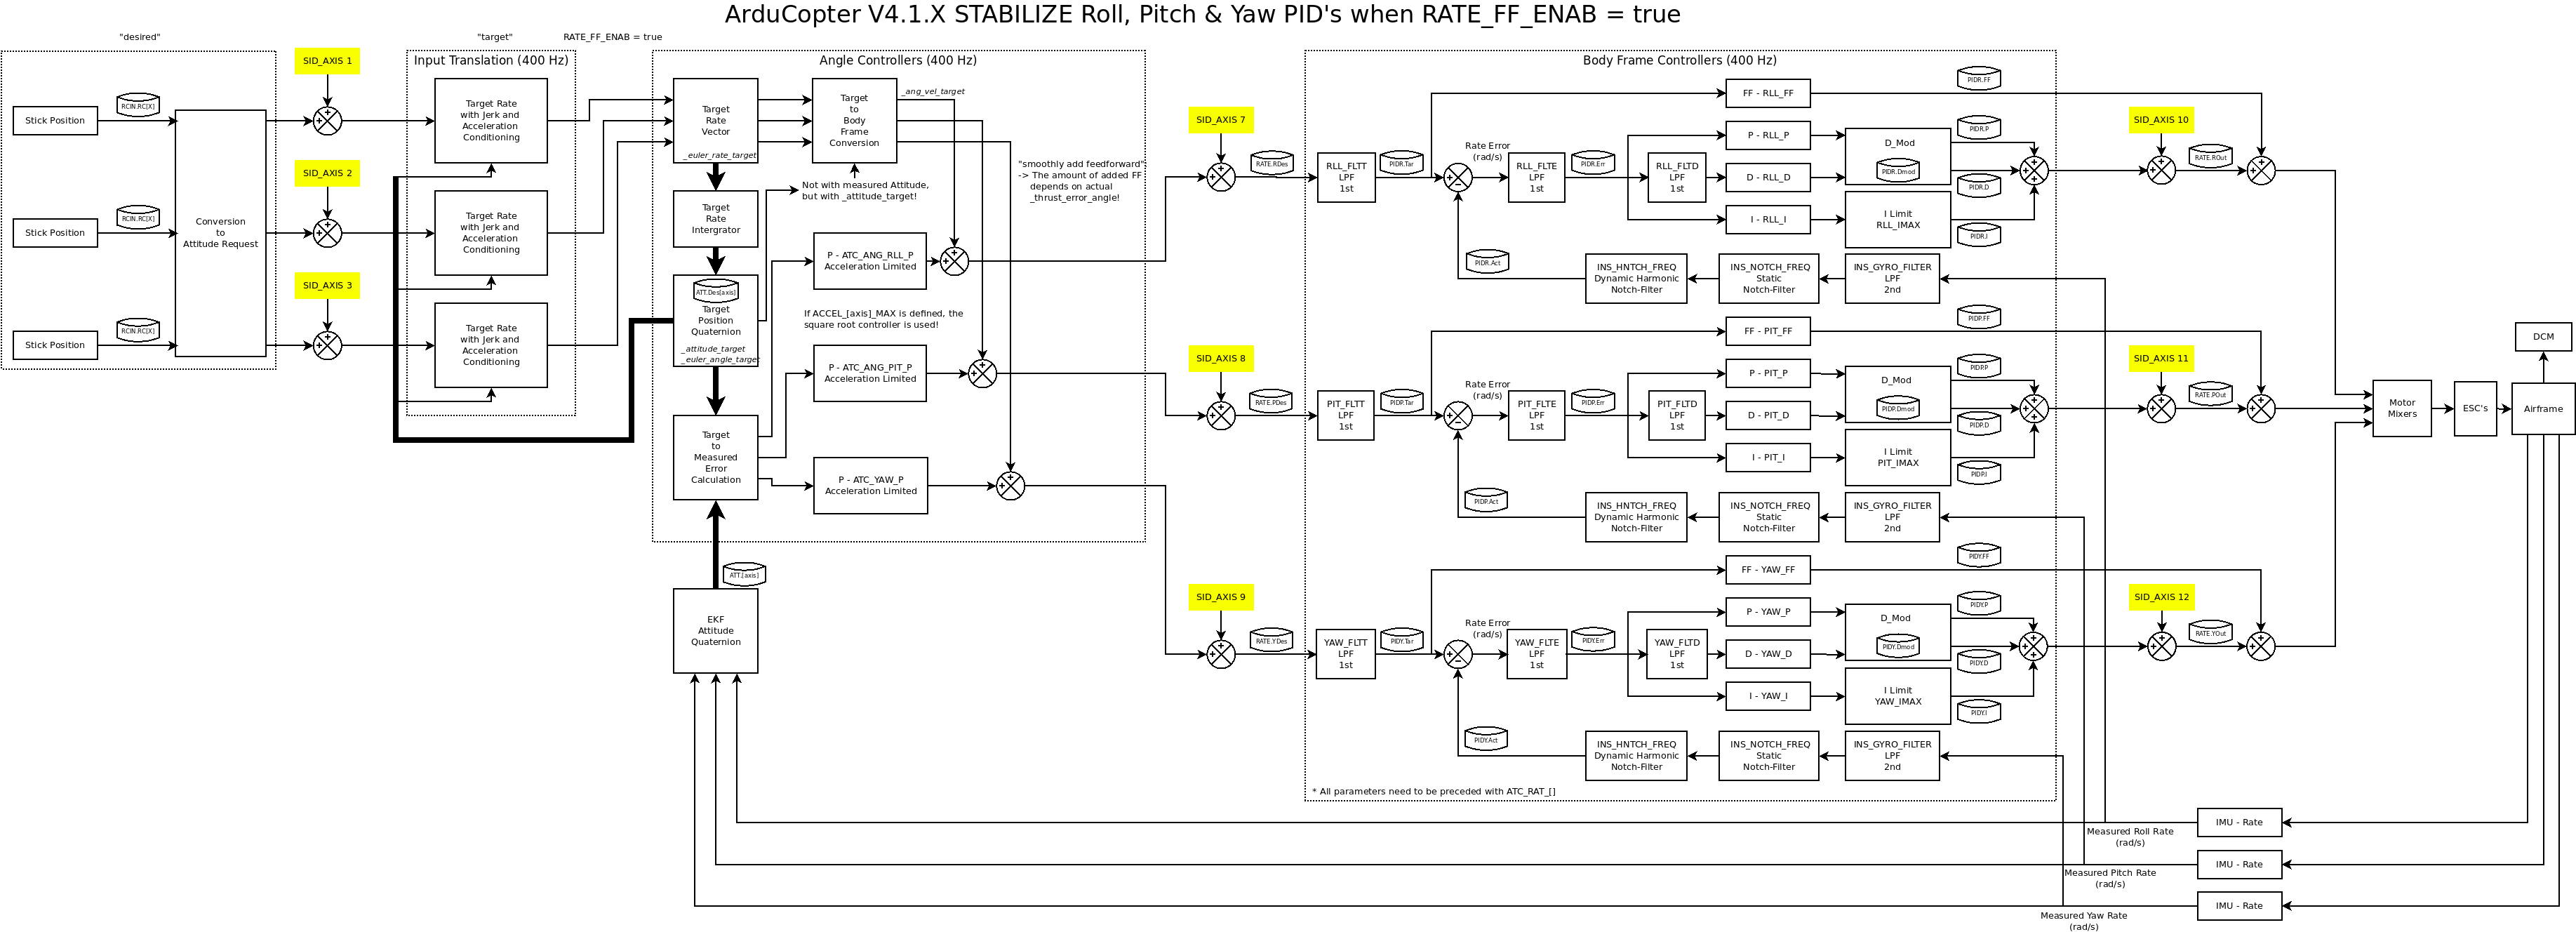 ArduCopter V4.1.X STABILIZE Roll, Pitch & Yaw PID's when RATE_FF_ENAB = true
"desired"
"target"
RATE_FF_ENAB = true
Stick Position
RCIN.RC[X]
Stick Position
RCIN.RC[X]
Stick Position
RCIN.RC[X]
Conversion
to
Attitude Request
SID_AXIS 1
SID_AXIS 2
SID_AXIS 3
Input Translation (400 Hz)
Target Rate
with Jerk and
Acceleration
Conditioning
Target Rate
with Jerk and
Acceleration
Conditioning
Target Rate
with Jerk and
Acceleration
Conditioning
Angle Controllers (400 Hz)
Target
Rate
Vector
_euler_rate_target
Target
to
Body
Frame
Conversion
_ang_vel_target
"smoothly add feedforward"
-> The amount of added FF
depends on actual
_thrust_error_angle!
Not with measured Attitude,
but with _attitude_target!
Target
Rate
Intergrator
ATT.Des[axis]
Target
Position
Quaternion
_attitude_target
_euler_angle_target
P - ATC_ANG_RLL_P
Acceleration Limited
If ACCEL_[axis]_MAX is defined, the
square root controller is used!
P - ATC_ANG_PIT_P
Acceleration Limited
Target
to
Measured
Error
Calculation
P - ATC_YAW_P
Acceleration Limited
ATT.[axis]
EKF
Attitude
Quaternion
SID_AXIS 7
RATE.RDes
SID_AXIS 8
RATE.PDes
SID_AXIS 9
RATE.YDes
Body Frame Controllers (400 Hz)
RLL_FLTT
LPF
1st
PIDR.Tar
Rate Error
(rad/s)
RLL_FLTE
LPF
1st
PIDR.Err
RLL_FLTD
LPF
1st
FF - RLL_FF
P - RLL_P
D - RLL_D
I - RLL_I
D_Mod
PIDR.Dmod
I Limit
RLL_IMAX
PIDR.FF
PIDR.P
PIDR.D
PIDR.I
PIDR.Act
INS_HNTCH_FREQ
Dynamic Harmonic
Notch-Filter
INS_NOTCH_FREQ
Static
Notch-Filter
INS_GYRO_FILTER
LPF
2nd
PIT_FLTT
LPF
1st
PIDP.Tar
Rate Error
(rad/s)
PIT_FLTE
LPF
1st
PIDP.Err
PIT_FLTD
LPF
1st
FF - PIT_FF
P - PIT_P
D - PIT_D
I - PIT_I
D_Mod
PIDP.Dmod
I Limit
PIT_IMAX
PIDP.FF
PIDP.P
PIDP.D
PIDP.I
PIDP.Act
INS_HNTCH_FREQ
Dynamic Harmonic
Notch-Filter
INS_NOTCH_FREQ
Static
Notch-Filter
INS_GYRO_FILTER
LPF
2nd
YAW_FLTT
LPF
1st
PIDY.Tar
Rate Error
(rad/s)
YAW_FLTE
LPF
1st
PIDY.Err
YAW_FLTD
LPF
1st
FF - YAW_FF
P - YAW_P
D - YAW_D
I - YAW_I
D_Mod
PIDY.Dmod
I Limit
YAW_IMAX
PIDY.FF
PIDY.P
PIDY.D
PIDY.I
PIDY.Act
INS_HNTCH_FREQ
Dynamic Harmonic
Notch-Filter
INS_NOTCH_FREQ
Static
Notch-Filter
INS_GYRO_FILTER
LPF
2nd
* All parameters need to be preceded with ATC_RAT_[]
SID_AXIS 10
RATE.ROut
SID_AXIS 11
RATE.POut
SID_AXIS 12
RATE.YOut
Motor
Mixers
ESC's
Airframe
DCM
IMU - Rate
Measured Roll Rate
(rad/s)
IMU - Rate
Measured Pitch Rate
(rad/s)
IMU - Rate
Measured Yaw Rate
(rad/s)